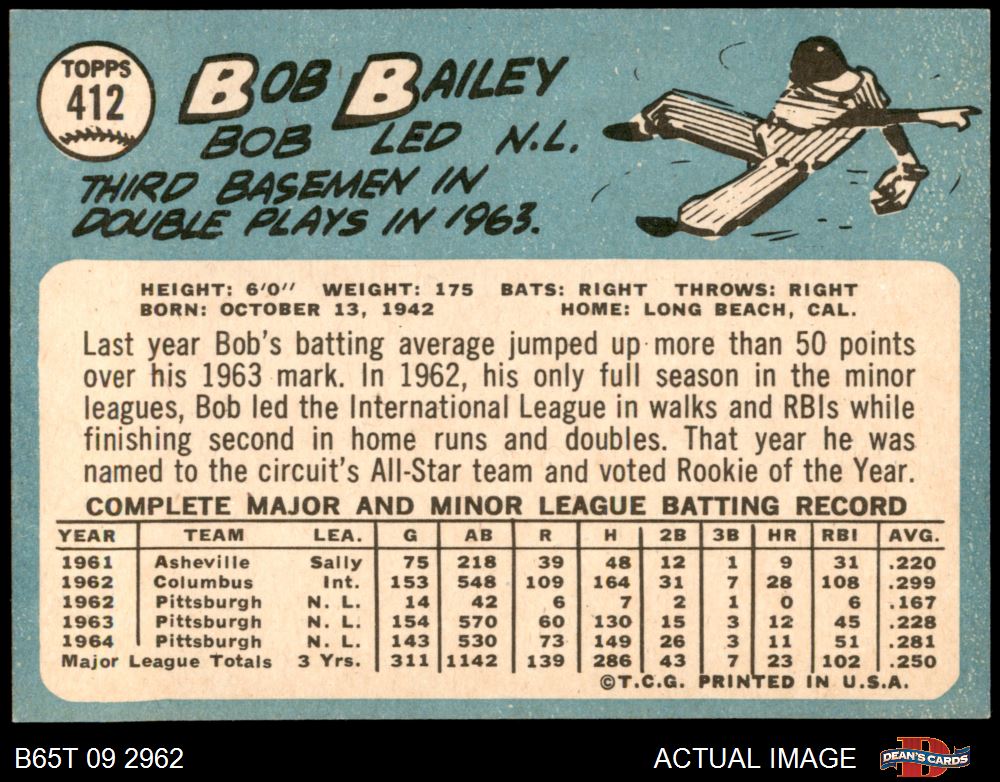 TOPPS
412
BOB BAILEY
BOB LED N.L.
THIRD BASEMEN IN
DOUBLE PLAYS IN 1963.
HEIGHT: 6'0" WEIGHT: 175 BATS: RIGHT THROWS: RIGHT
BORN: OCTOBER 13, 1942 HOME: LONG BEACH, CAL.
Last year Bob's batting average jumped up more than 50 points
over his 1963 mark. In 1962, his only full season in the minor
leagues, Bob led the International League in walks and RBIs while
finishing second in home runs and doubles. That year he was
named to the circuit's All-Star team and voted Rookie of the Year.
COMPLETE MAJOR AND MINOR LEAGUE BATTING RECORD
YEAR TEAM LEA. G AB R H 2B 3B HR RBI AVG.
1961 Asheville Sally 75 218 39 48 12 1 9 31 .220
1962 Columbus Int. 153 548 109 164 31 7 28 108 .299
1962 Pittsburgh N. L. 14 42 6 7 2 1 0 6 .167
1963 Pittsburgh N. L. 154 570 60 130 15 3 12 45 .228
1964 Pittsburgh N. L. 143 530 73 149 26 3 11 51 .281
Major League Totals 3 Yrs. 311 1142 139 286 43 7 23 102 .250
©T.C.G. PRINTED IN U.S.A.
B65T 09 2962 ACTUAL IMAGE DEAN'S CARDS